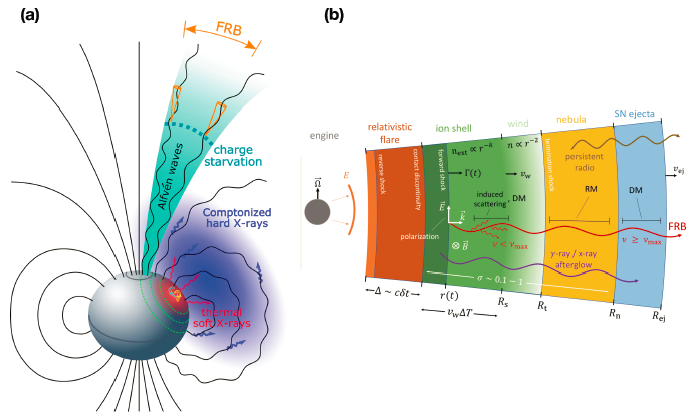 (a)
FRB
Alfvén waves
charge
starvation
Comptonized
hard X-rays
thermal
soft X-rays
(b)
engine
relativistic
flare
ion shell
wind
nebula
SN ejecta
Ω
E
reverse shock
contact discontinuity
forward shock
n_ext ∝ r^-k
n ∝ r^-2
Γ(t)
v_w
induced
scattering, DM
termination shock
persistent
radio
RM
DM
v_ej
FRB
polarization
ν < ν_max
ν ≥ ν_max
γ-ray / x-ray
afterglow
σ ~ 0.1 – 1
Δ ~ cδt
r(t)
R_s
R_t
R_n
R_ej
v_wΔT